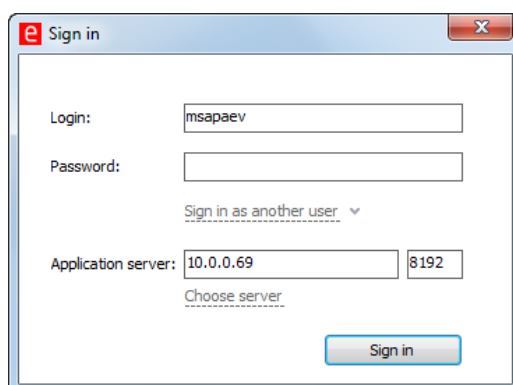 e Sign in
x
Login: msapaev
Password:
Sign in as another user
Application server: 10.0.0.69 8192
Choose server
Sign in